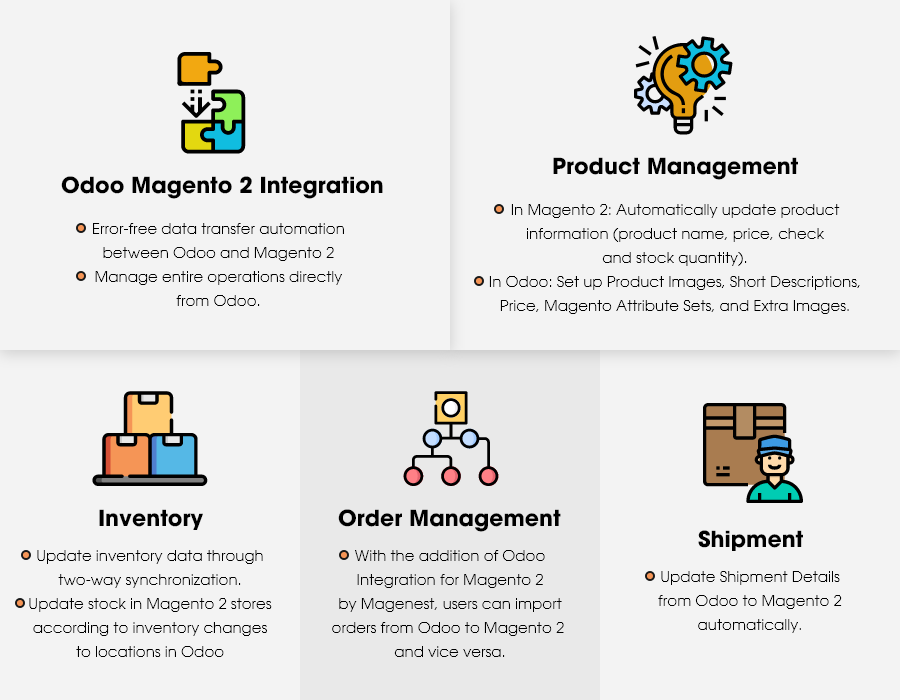 Odoo Magento 2 Integration
Error-free data transfer automation
between Odoo and Magento 2
Manage entire operations directly
from Odoo.
Product Management
In Magento 2: Automatically update product
information (product name, price, check
and stock quantity).
In Odoo: Set up Product Images, Short Descriptions,
Price, Magento Attribute Sets, and Extra Images.
Inventory
Update inventory data through
two-way synchronization.
Update stock in Magento 2 stores
according to inventory changes
to locations in Odoo
Order Management
With the addition of Odoo
Integration for Magento 2
by Magenest, users can import
orders from Odoo to Magento 2
and vice versa.
Shipment
Update Shipment Details
from Odoo to Magento 2
automatically.